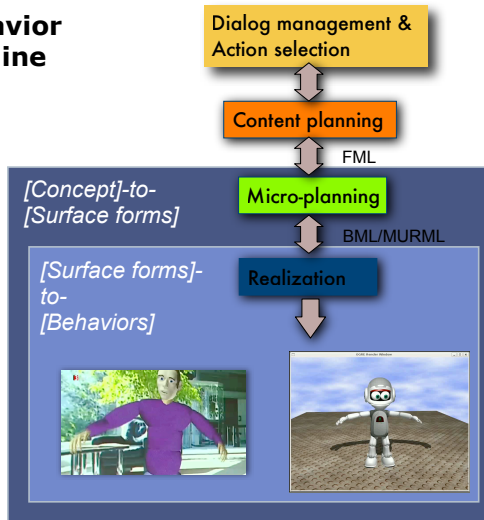 avior
ine
Dialog management &
Action selection
Content planning
FML
[Concept]-to-
[Surface forms]
Micro-planning
BML/MURML
[Surface forms]-
to-
[Behaviors]
Realization